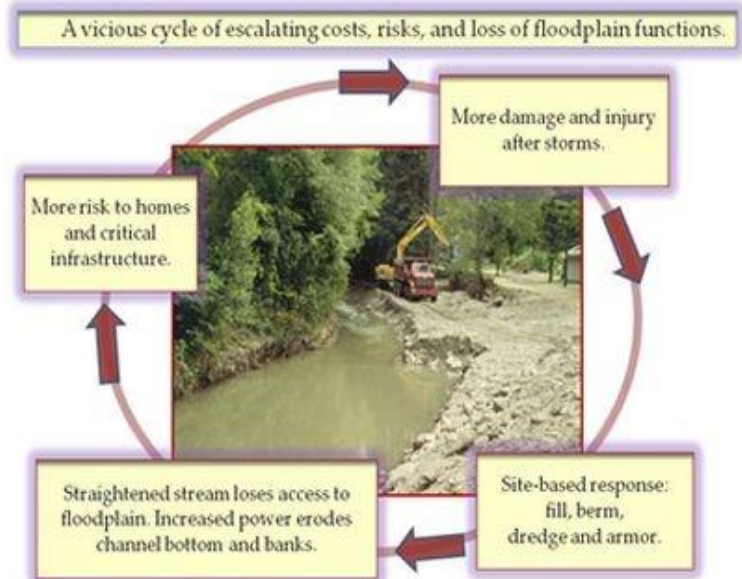 A vicious cycle of escalating costs, risks, and loss of floodplain functions.
More damage and injury
after storms.
More risk to homes
and critical
infrastructure.
Straightened stream loses access to
floodplain. Increased power erodes
channel bottom and banks.
Site-based response:
fill, berm,
dredge and armor.